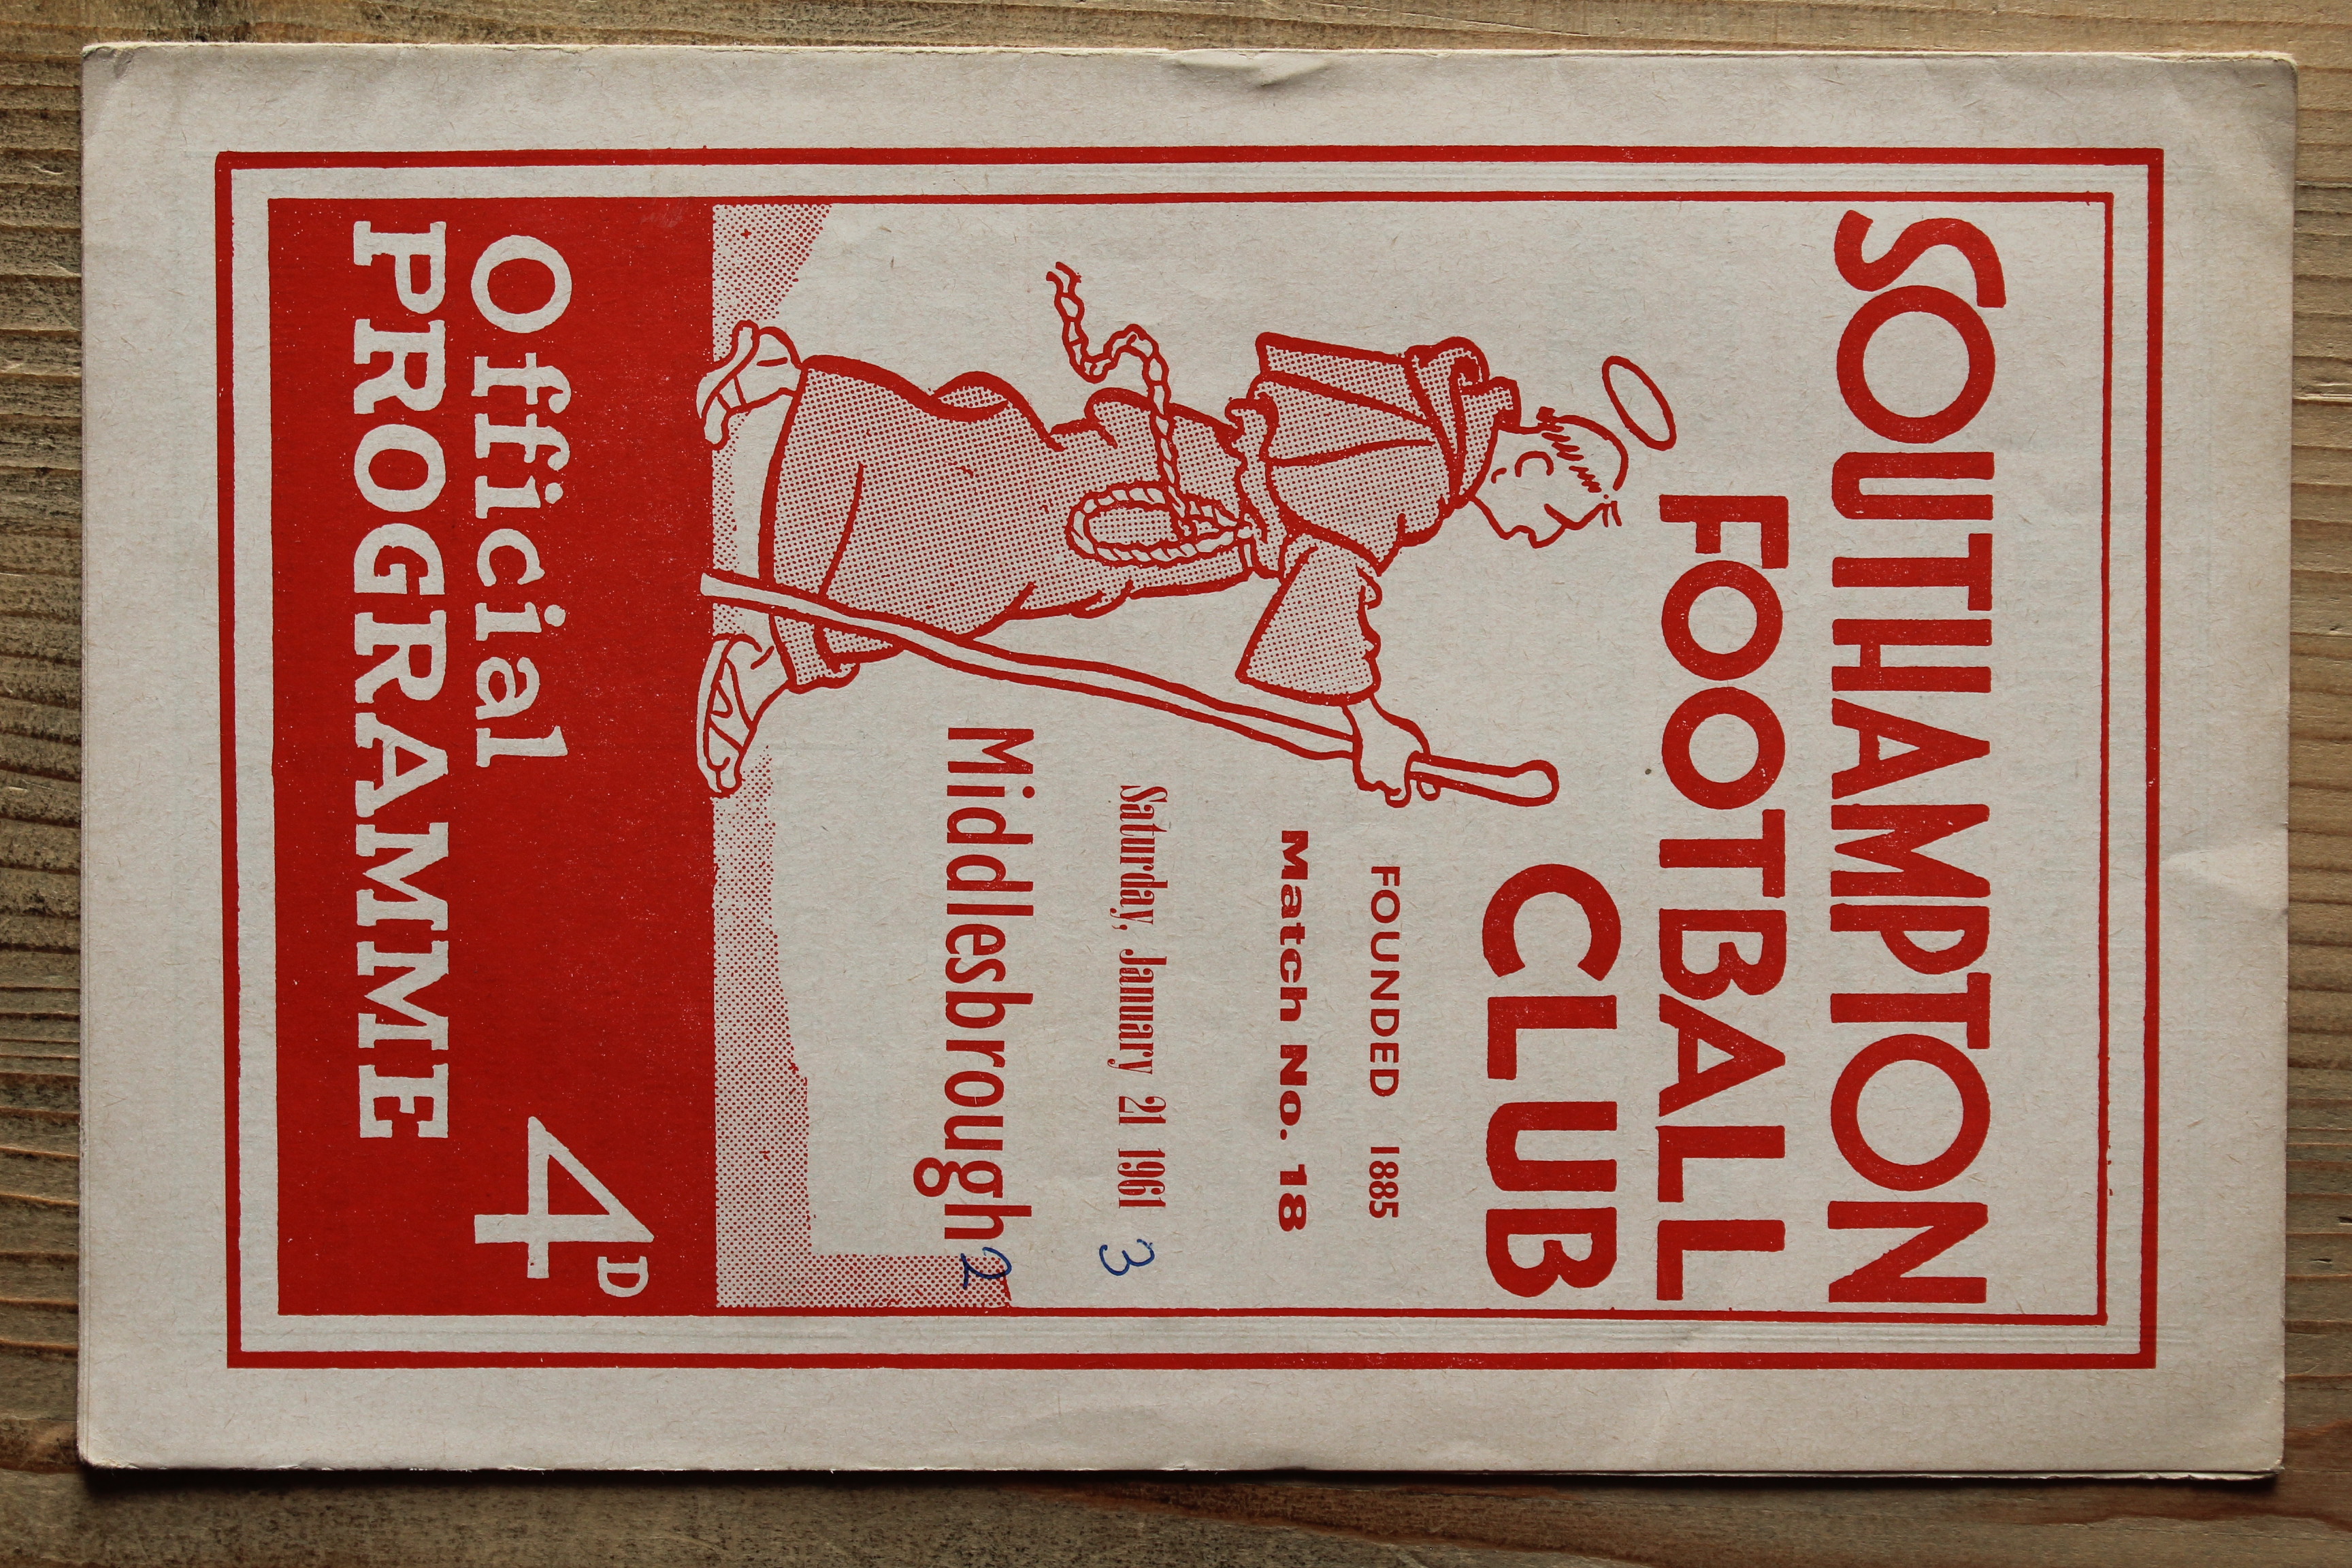 SOUTHAMPTON
FOOTBALL
CLUB
FOUNDED 1885
Match No. 18
Saturday, January 21 1961 3
Middlesbrough 2
4D
Official
PROGRAMME